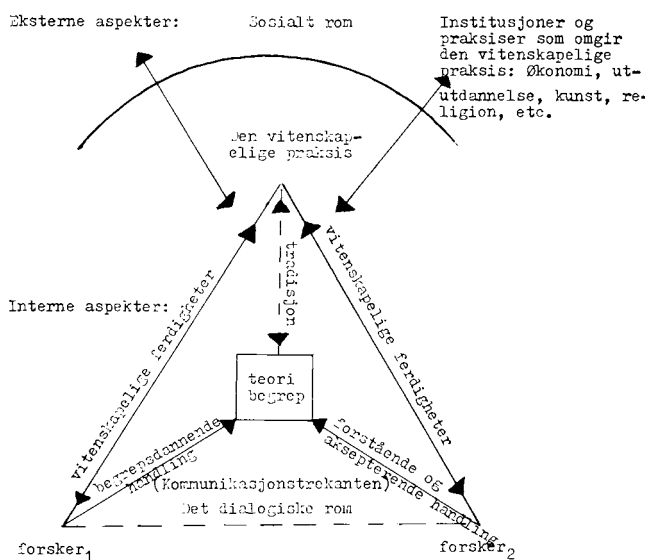 Eksterne aspekter:
Sosialt rom
Institusjoner og
praksiser som omgir
den vitenskapelige
praksis: Økonomi, ut-
utdannelse, kunst, re-
ligion, etc.
Den vitenskap-
elige praksis
vitenskapelige ferdigheter
tradisjon
vitenskapelige ferdigheter
Interne aspekter:
teori
begrep
begrepsdannende
handling
forstående og
aksepterende handling
(Kommunikasjonstrekanten)
Det dialogiske rom
forsker₁
forsker₂